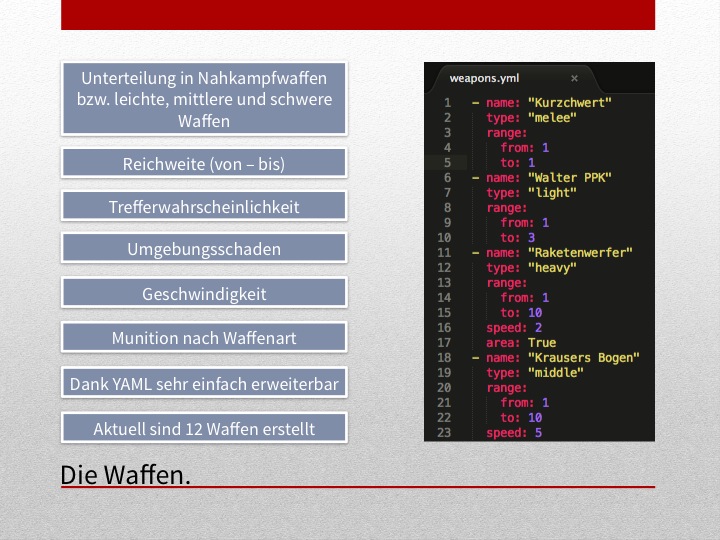 Unterteilung in Nahkampfwaffen
bzw. leichte, mittlere und schwere
Waffen
Reichweite (von – bis)
Trefferwahrscheinlichkeit
Umgebungsschaden
Geschwindigkeit
Munition nach Waffenart
Dank YAML sehr einfach erweiterbar
Aktuell sind 12 Waffen erstellt
weapons.yml ×
1 - name: "Kurzchwert"
2 type: "melee"
3 range:
4 from: 1
5 to: 1
6 - name: "Walter PPK"
7 type: "light"
8 range:
9 from: 1
10 to: 3
11 - name: "Raketenwerfer"
12 type: "heavy"
13 range:
14 from: 1
15 to: 10
16 speed: 2
17 area: True
18 - name: "Krausers Bogen"
19 type: "middle"
20 range:
21 from: 1
22 to: 10
23 speed: 5
Die Waffen.